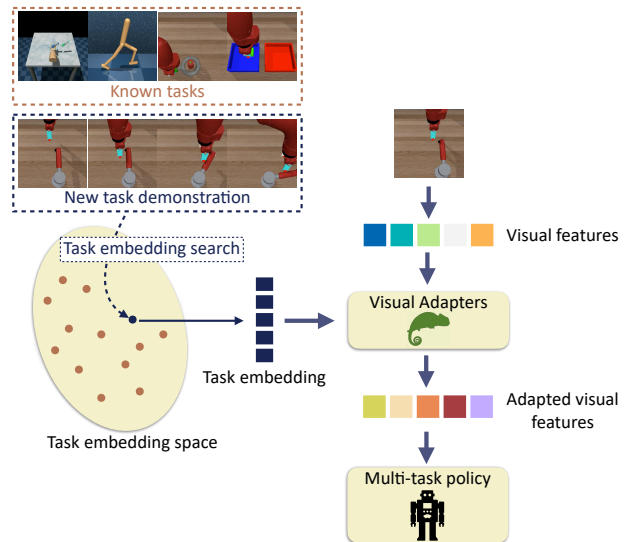 Known tasks
New task demonstration
Task embedding search
Task embedding
Task embedding space
Visual features
Visual Adapters
Adapted visual
features
Multi-task policy